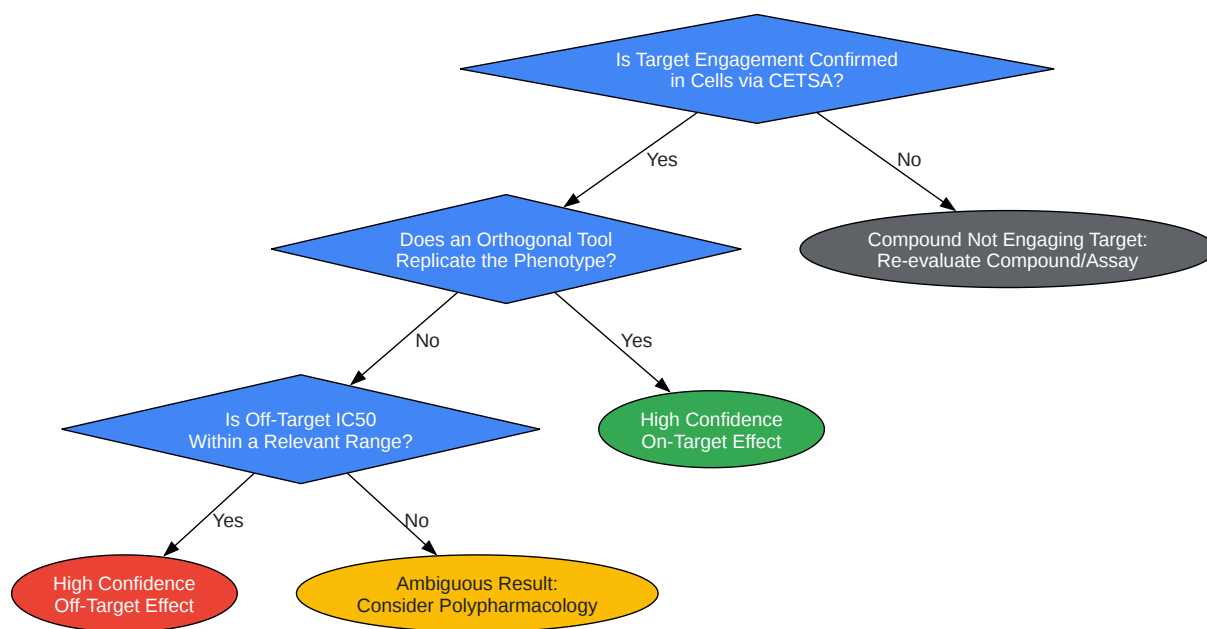 Is Target Engagement Confirmed
in Cells via CETSA?
Yes
No
Does an Orthogonal Tool
Replicate the Phenotype?
Compound Not Engaging Target:
Re-evaluate Compound/Assay
No
Yes
Is Off-Target IC50
Within a Relevant Range?
High Confidence
On-Target Effect
Yes
No
High Confidence
Off-Target Effect
Ambiguous Result:
Consider Polypharmacology